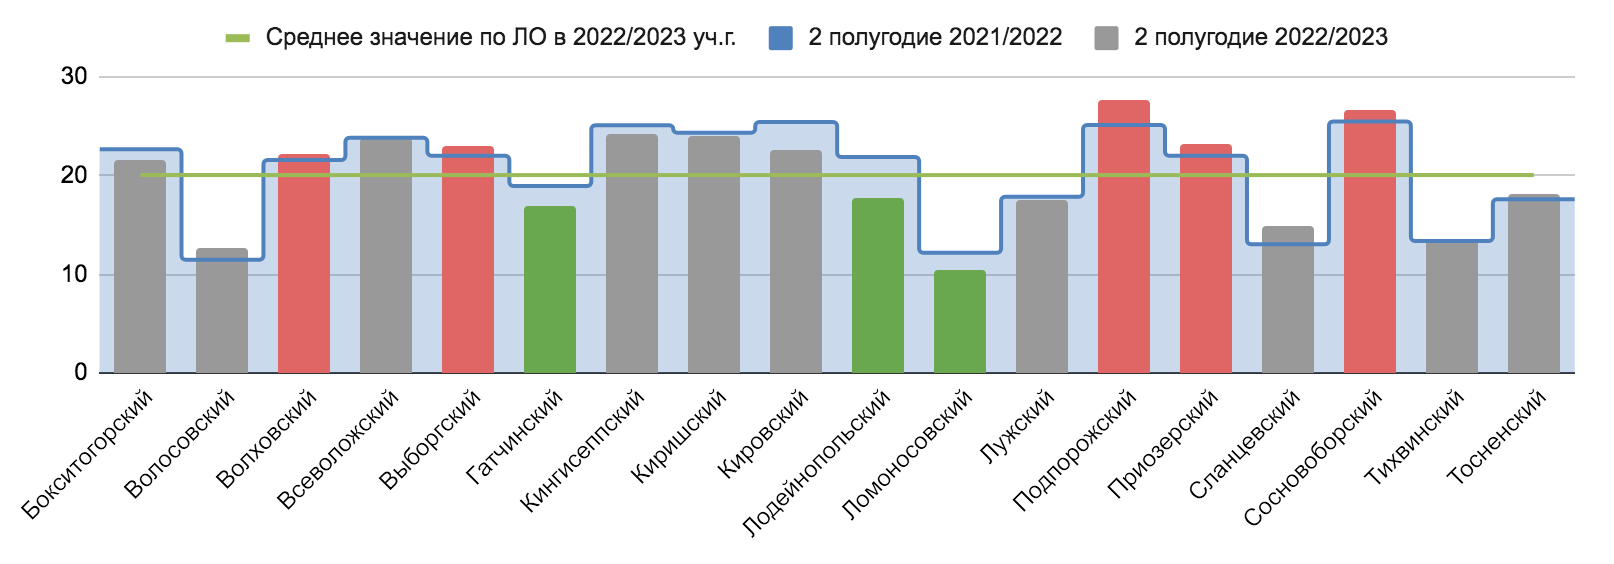 Среднее значение по ЛО в 2022/2023 уч.г.
2 полугодие 2021/2022
2 полугодие 2022/2023
30
20
10
0
Бокситогорский
Волосовский
Волховский
Всеволожский
Выборгский
Гатчинский
Кингисеппский
Киришский
Кировский
Лодейнопольский
Ломоносовский
Лужский
Подпорожский
Приозерский
Сланцевский
Сосновоборский
Тихвинский
Тосненский